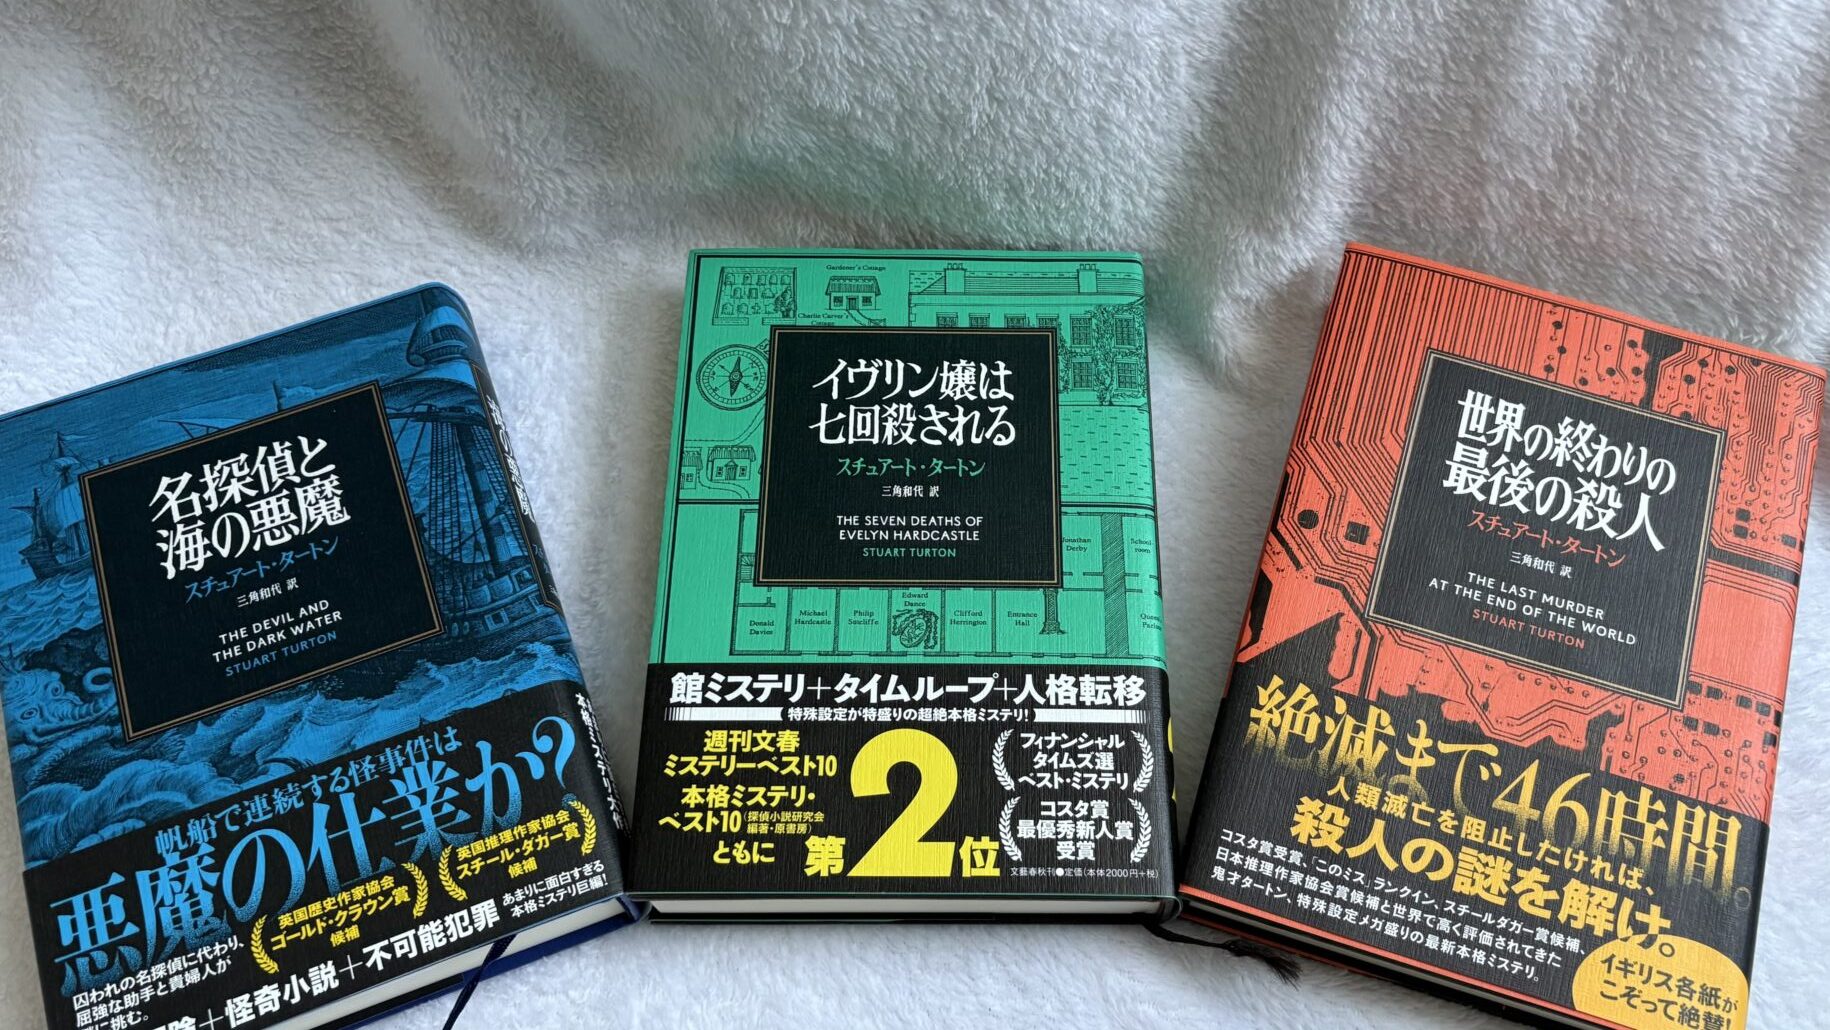 名探偵と
海の悪魔
スチュアート・タートン
三角和代 訳
THE DEVIL AND
THE DARK WATER
STUART TURTON
帆船で連続する怪事件は
悪魔の仕業か?
英国歴史作家協会
ゴールド・クラウン賞
候補
英国推理作家協会
スチール・ダガー賞
候補
囚われの名探偵に代わり、
屈強な助手と貴婦人が
に挑む。
あまりに面白すぎる
本格ミステリ巨編!
+怪奇小説+不可能犯罪
Gardener's Cottage
Charlie Carver's
Cottage
イヴリン嬢は
七回殺される
スチュアート・タートン
三角和代 訳
THE SEVEN DEATHS OF
EVELYN HARDCASTLE
STUART TURTON
Jonathan
Derby
School-
room
Donald
Davies
Michael
Hardcastle
Philip
Sutcliffe
Edward
Dance
Clifford
Herrington
Entrance
Hall
館ミステリ+タイムループ+人格転移
特殊設定が特盛りの超絶本格ミステリ!
週刊文春
ミステリーベスト10
本格ミステリ・
ベスト10(探偵小説研究会編著・原書房)
ともに
第2位
フィナンシャル
タイムズ選
ベスト・ミステリ
コスタ賞
最優秀新人賞
受賞
文藝春秋刊●定価(本体2000円+税)
世界の終わりの
最後の殺人
スチュアート・タートン
三角和代 訳
THE LAST MURDER
AT THE END OF THE WORLD
STUART TURTON
絶滅まで46時間。
人類滅亡を阻止したければ、
殺人の謎を解け。
コスタ賞受賞、「このミス」ランクイン、スチールダガー賞候補、
日本推理作家協会賞候補と世界で高く評価されてきた
鬼才タートン、特殊設定メガ盛りの最新本格ミステリ。
イギリス各紙が
こぞって絶賛!